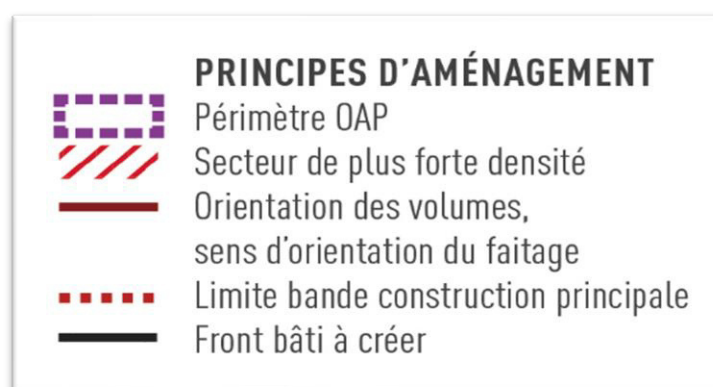 PRINCIPES D'AMÉNAGEMENT
Périmètre OAP
Secteur de plus forte densité
Orientation des volumes,
sens d'orientation du faitage
Limite bande construction principale
Front bâti à créer